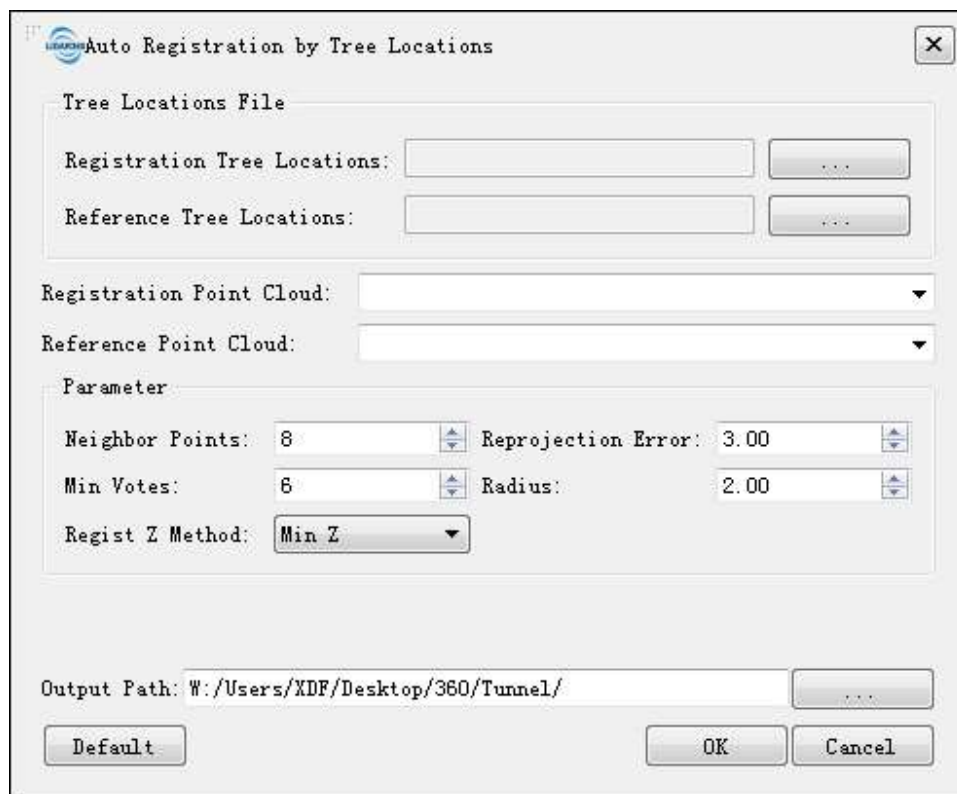 Auto Registration by Tree Locations
Tree Locations File
Registration Tree Locations: ...
Reference Tree Locations: ...
Registration Point Cloud:
Reference Point Cloud:
Parameter
Neighbor Points: 8 Reprojection Error: 3.00
Min Votes: 6 Radius: 2.00
Regist Z Method: Min Z
Output Path: W:/Users/XDF/Desktop/360/Tunnel/ ...
Default OK Cancel